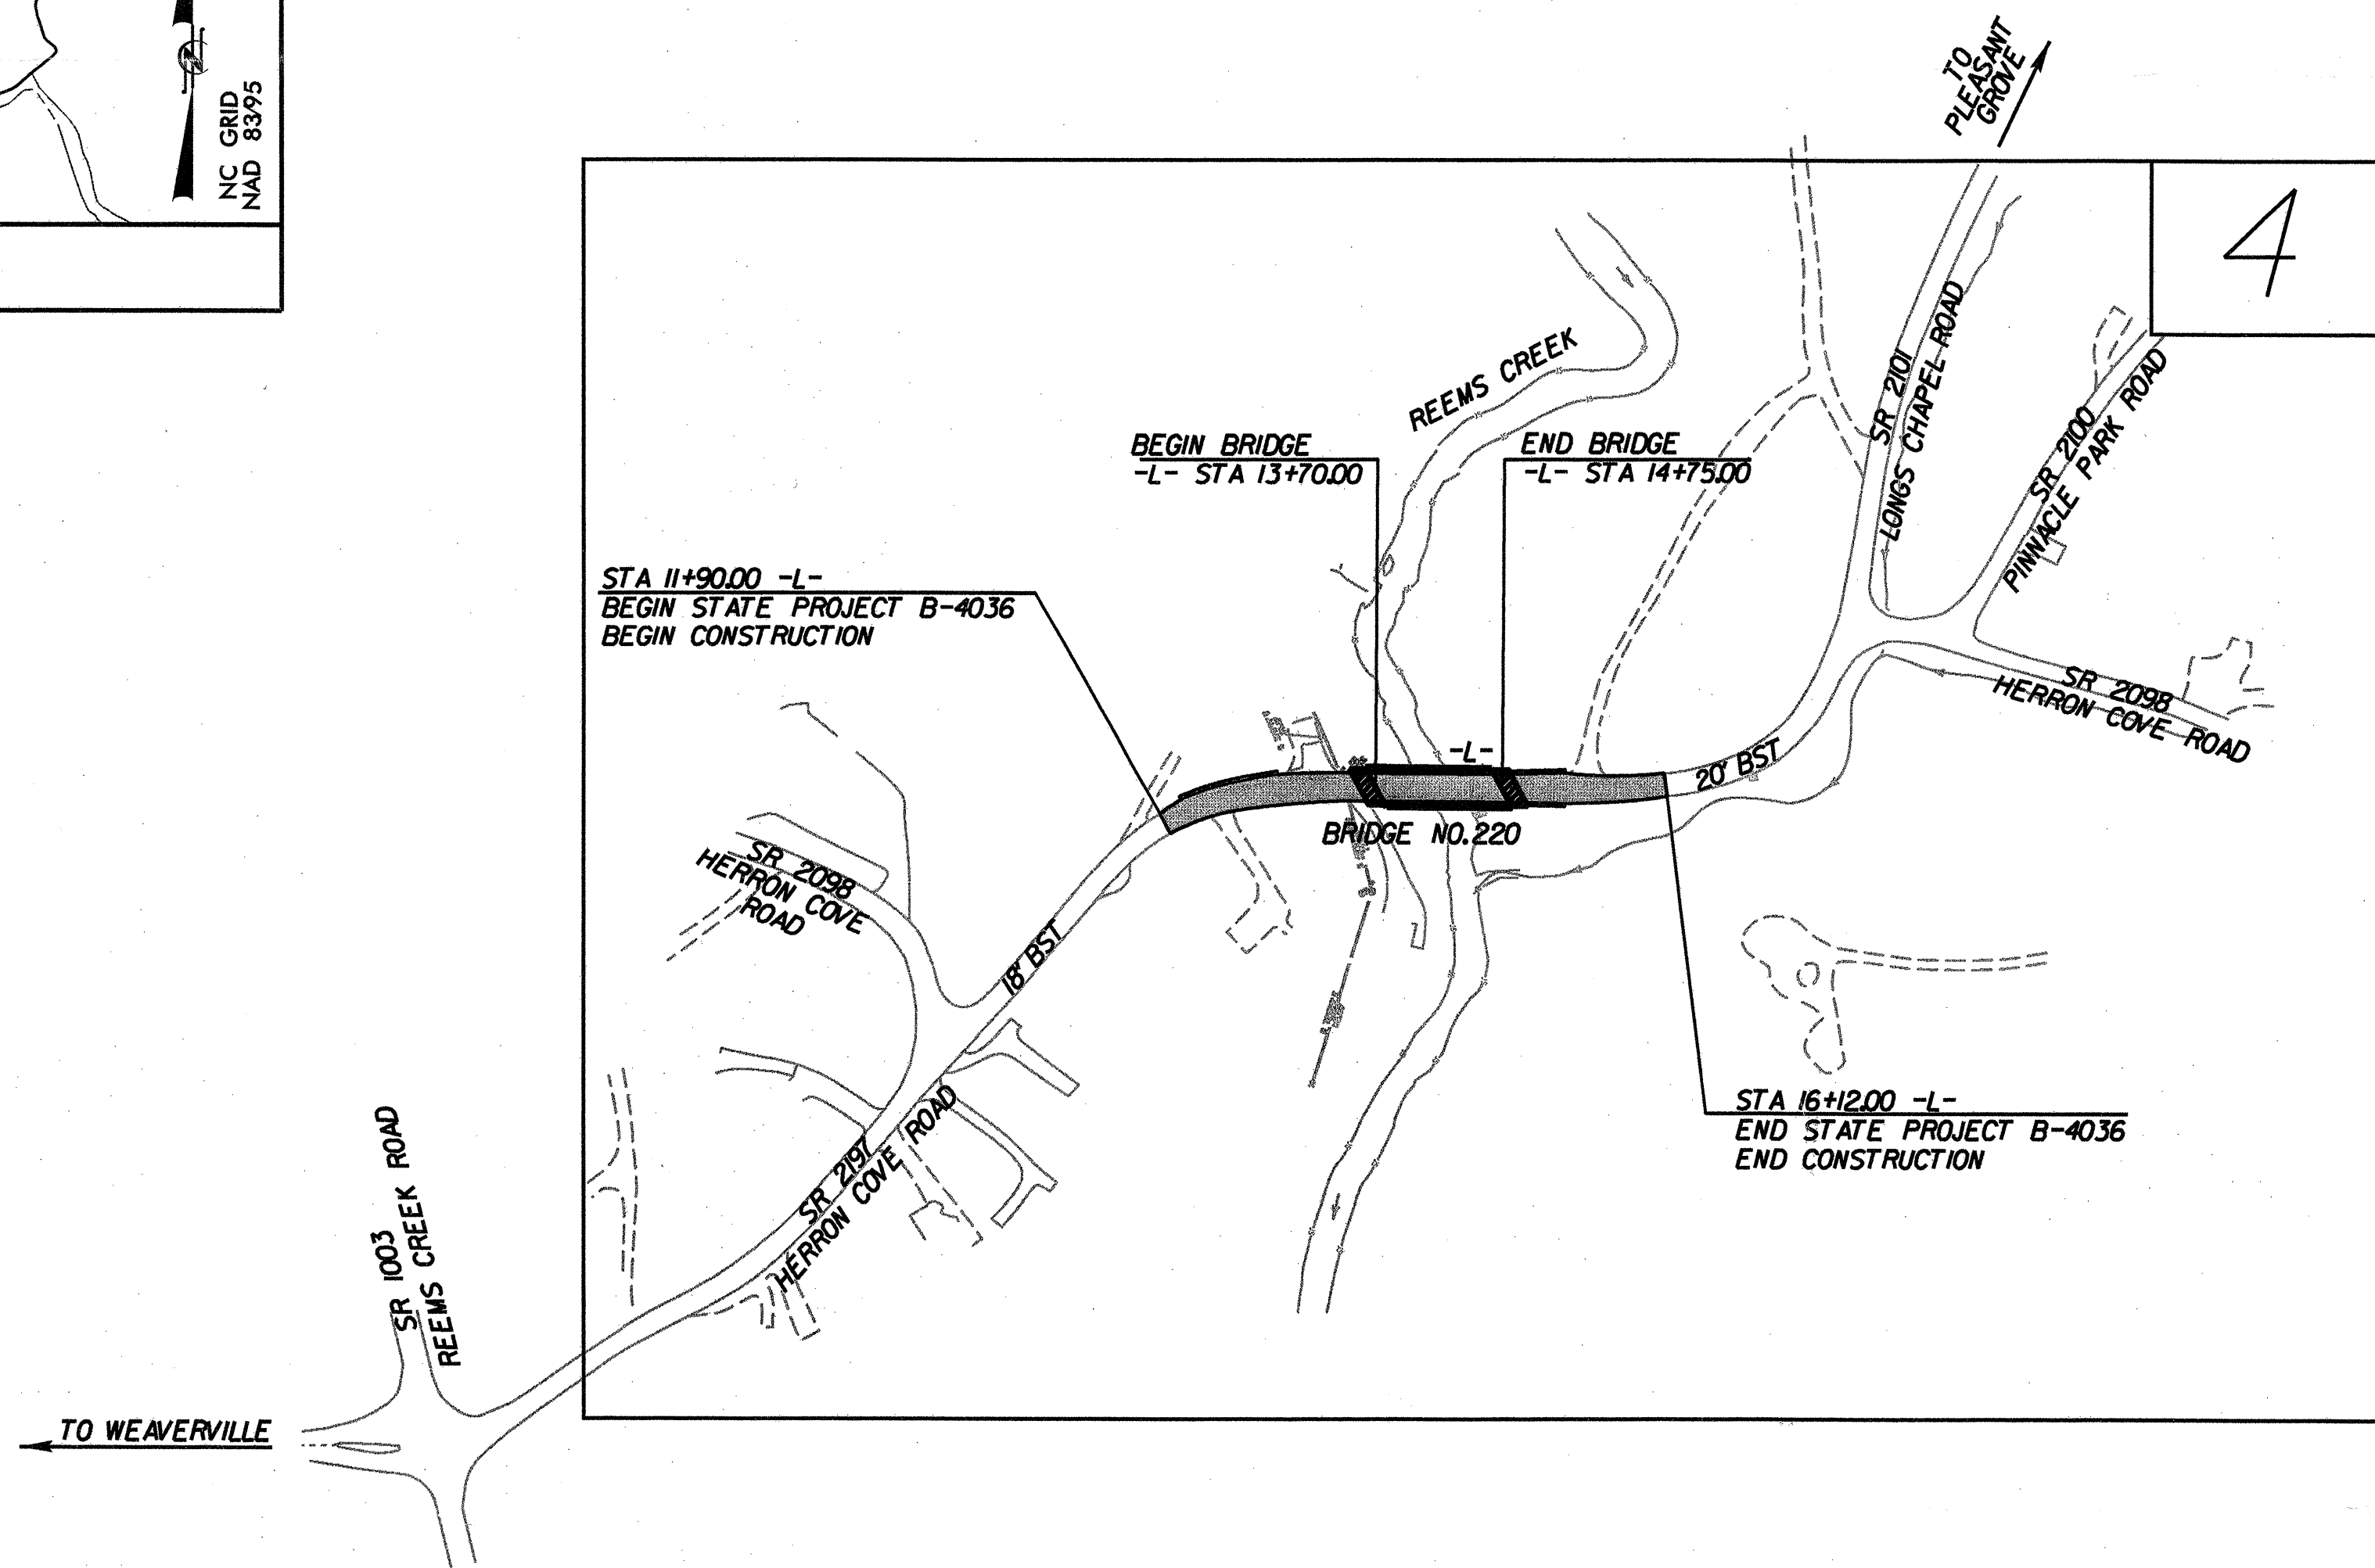 NC GRID
NAD 83/95
TO
PLEASANT
GROVE
4
REEMS CREEK
SR 2101
LONGS CHAPEL ROAD
SR 2100
PINNACLE PARK ROAD
BEGIN BRIDGE
-L- STA 13+70.00
END BRIDGE
-L- STA 14+75.00
STA 11+90.00 -L-
BEGIN STATE PROJECT B-4036
BEGIN CONSTRUCTION
SR 2098
HERRON COVE ROAD
-L-
20' BST
BRIDGE NO.220
SR 2098
HERRON COVE
ROAD
18' BST
STA 16+12.00 -L-
END STATE PROJECT B-4036
END CONSTRUCTION
SR 2197
HERRON COVE ROAD
SR 1003
REEMS CREEK ROAD
TO WEAVERVILLE